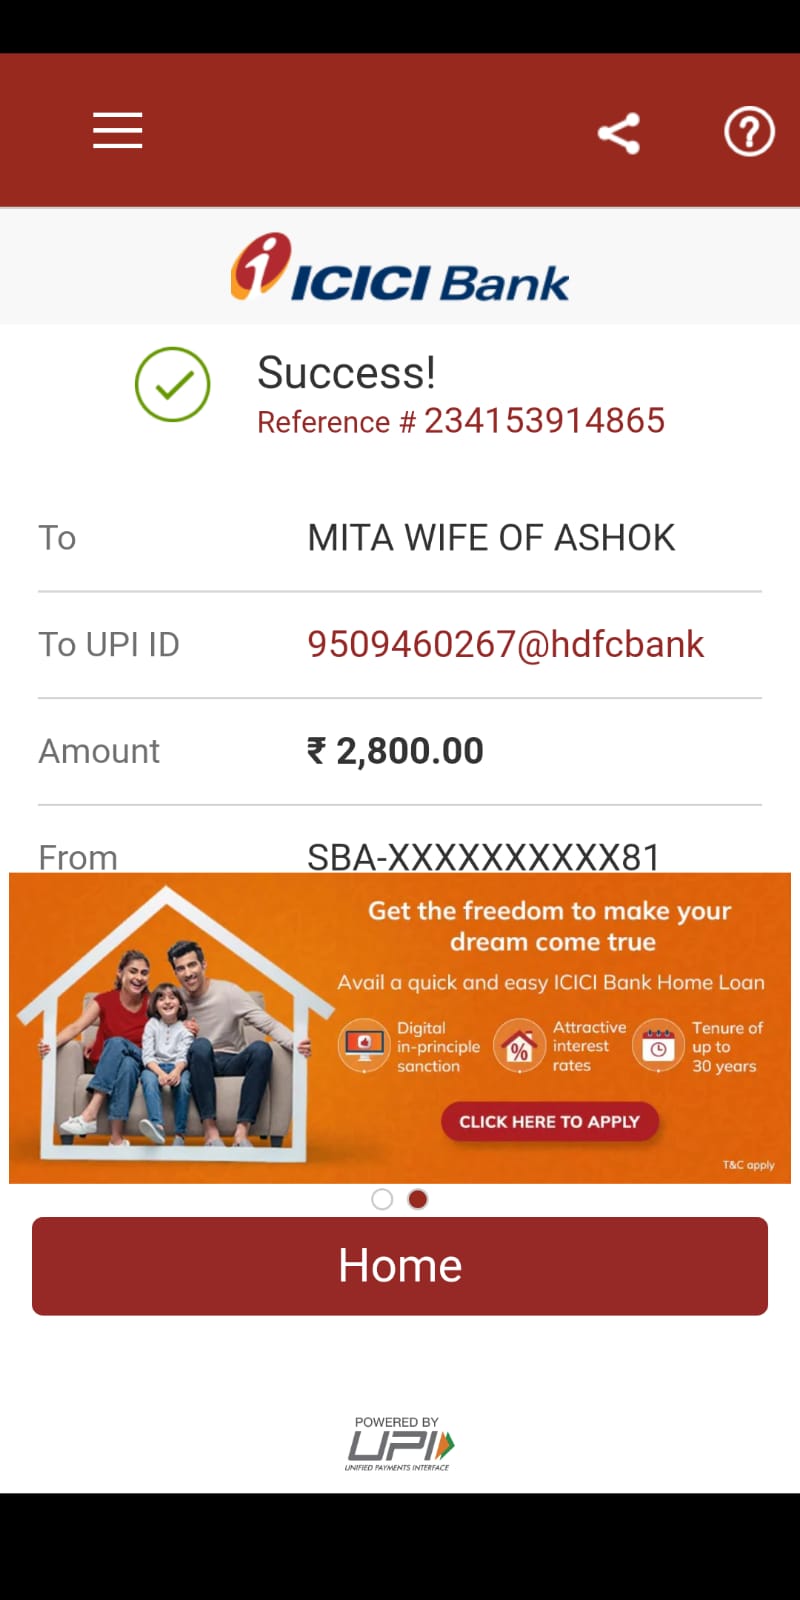 ICICI Bank
Success!
Reference # 234153914865
To MITA WIFE OF ASHOK
To UPI ID 9509460267@hdfcbank
Amount ₹ 2,800.00
From SBA-XXXXXXXXXX81
Get the freedom to make your
dream come true
Avail a quick and easy ICICI Bank Home Loan
Digital
in-principle
sanction
Attractive
interest
rates
Tenure of
up to
30 years
CLICK HERE TO APPLY
T&C apply
Home
POWERED BY
UPI
UNIFIED PAYMENTS INTERFACE